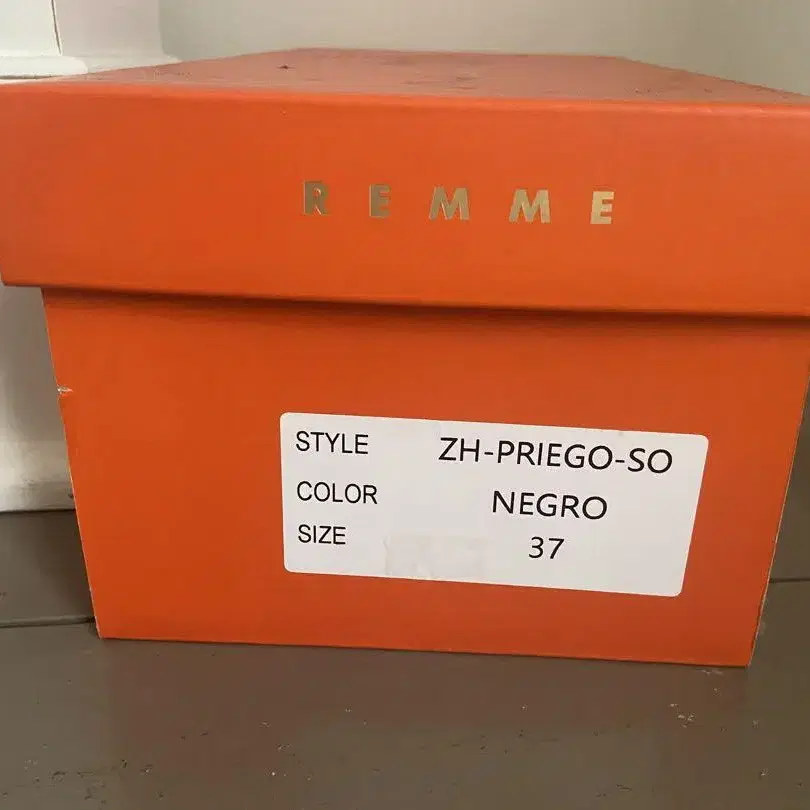 REMME
STYLE ZH-PRIEGO-SO
COLOR NEGRO
SIZE 37